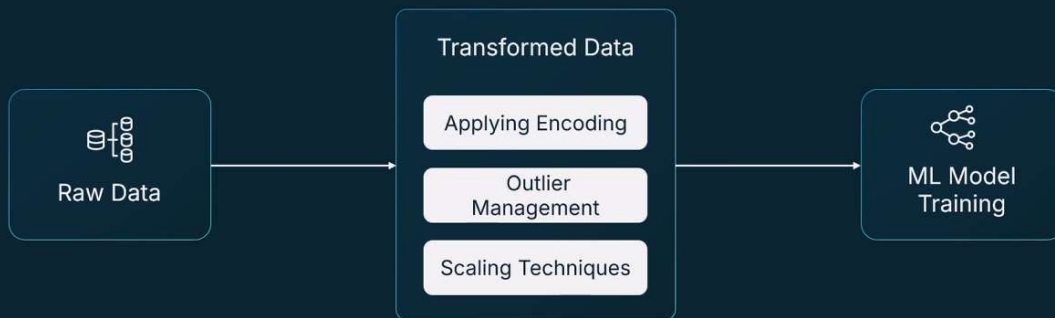 Raw Data
Transformed Data
Applying Encoding
Outlier
Management
Scaling Techniques
ML Model
Training